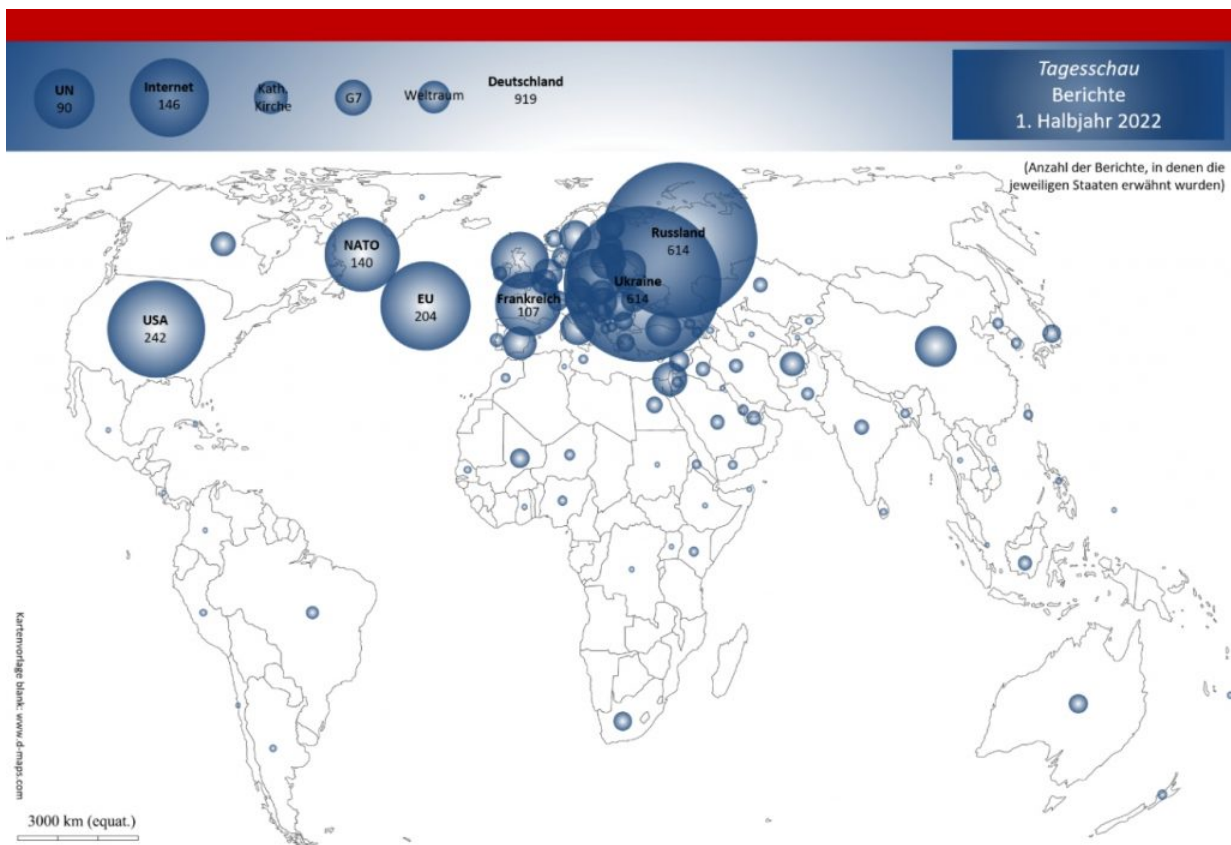 UN
90
Internet
146
Kath.
Kirche
G7
Weltraum
Deutschland
919
Tagesschau
Berichte
1. Halbjahr 2022
(Anzahl der Berichte, in denen die
jeweiligen Staaten erwähnt wurden)
NATO
140
Russland
614
EU
204
Frankreich
107
Ukraine
614
USA
242
Kartenvorlage blank: www.d-maps.com
3000 km (equat.)